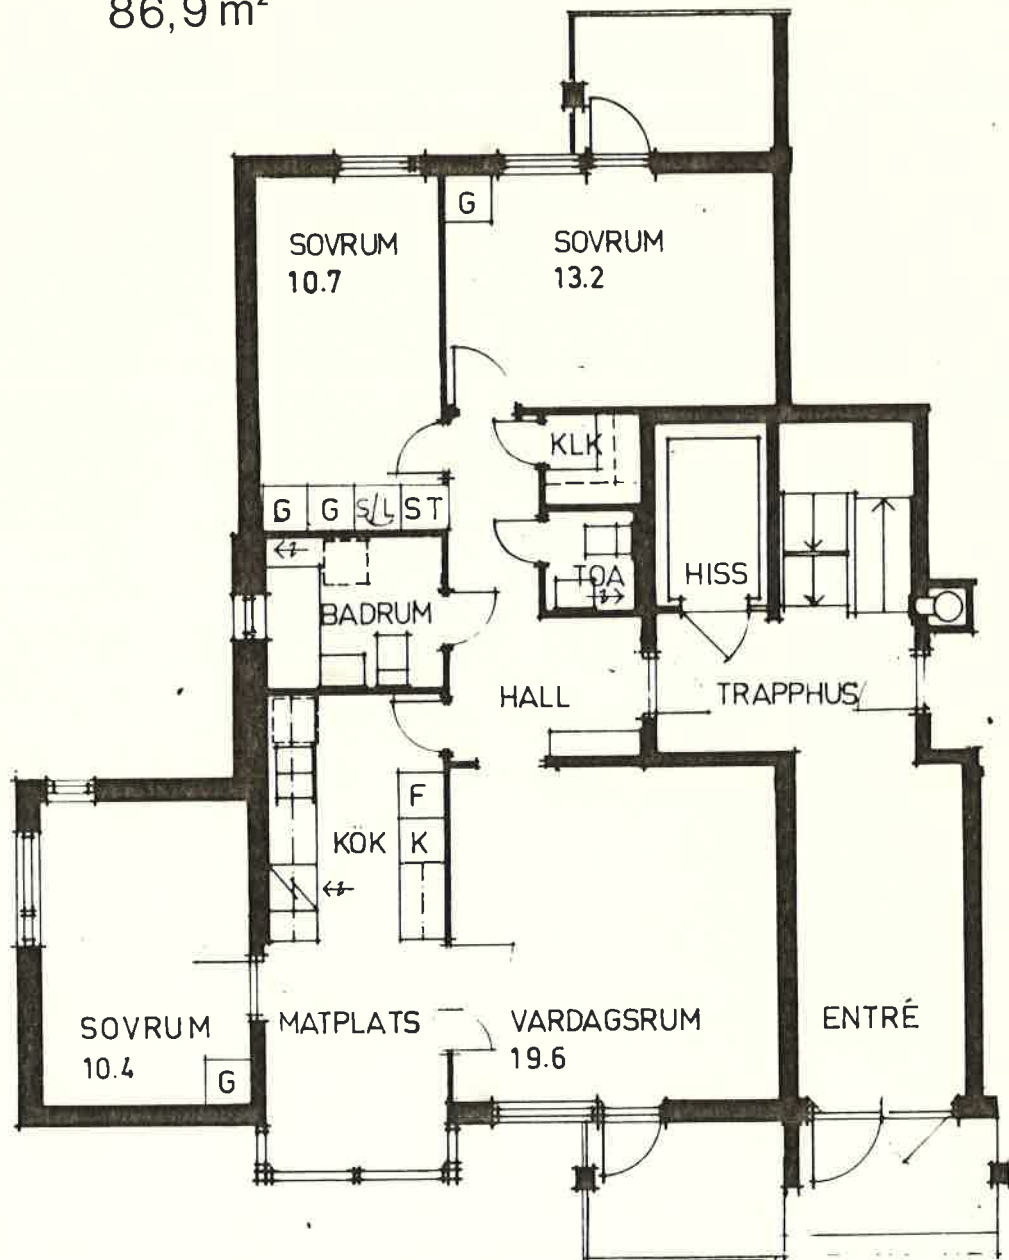 86,9 m²
G
SOVRUM
10.7
SOVRUM
13.2
KLK
G G S/L ST
TOA
HISS
BADRUM
HALL
TRAPPHUS
F
KÖK
K
SOVRUM
10.4
G
MATPLATS
VARDAGSRUM
19.6
ENTRÉ